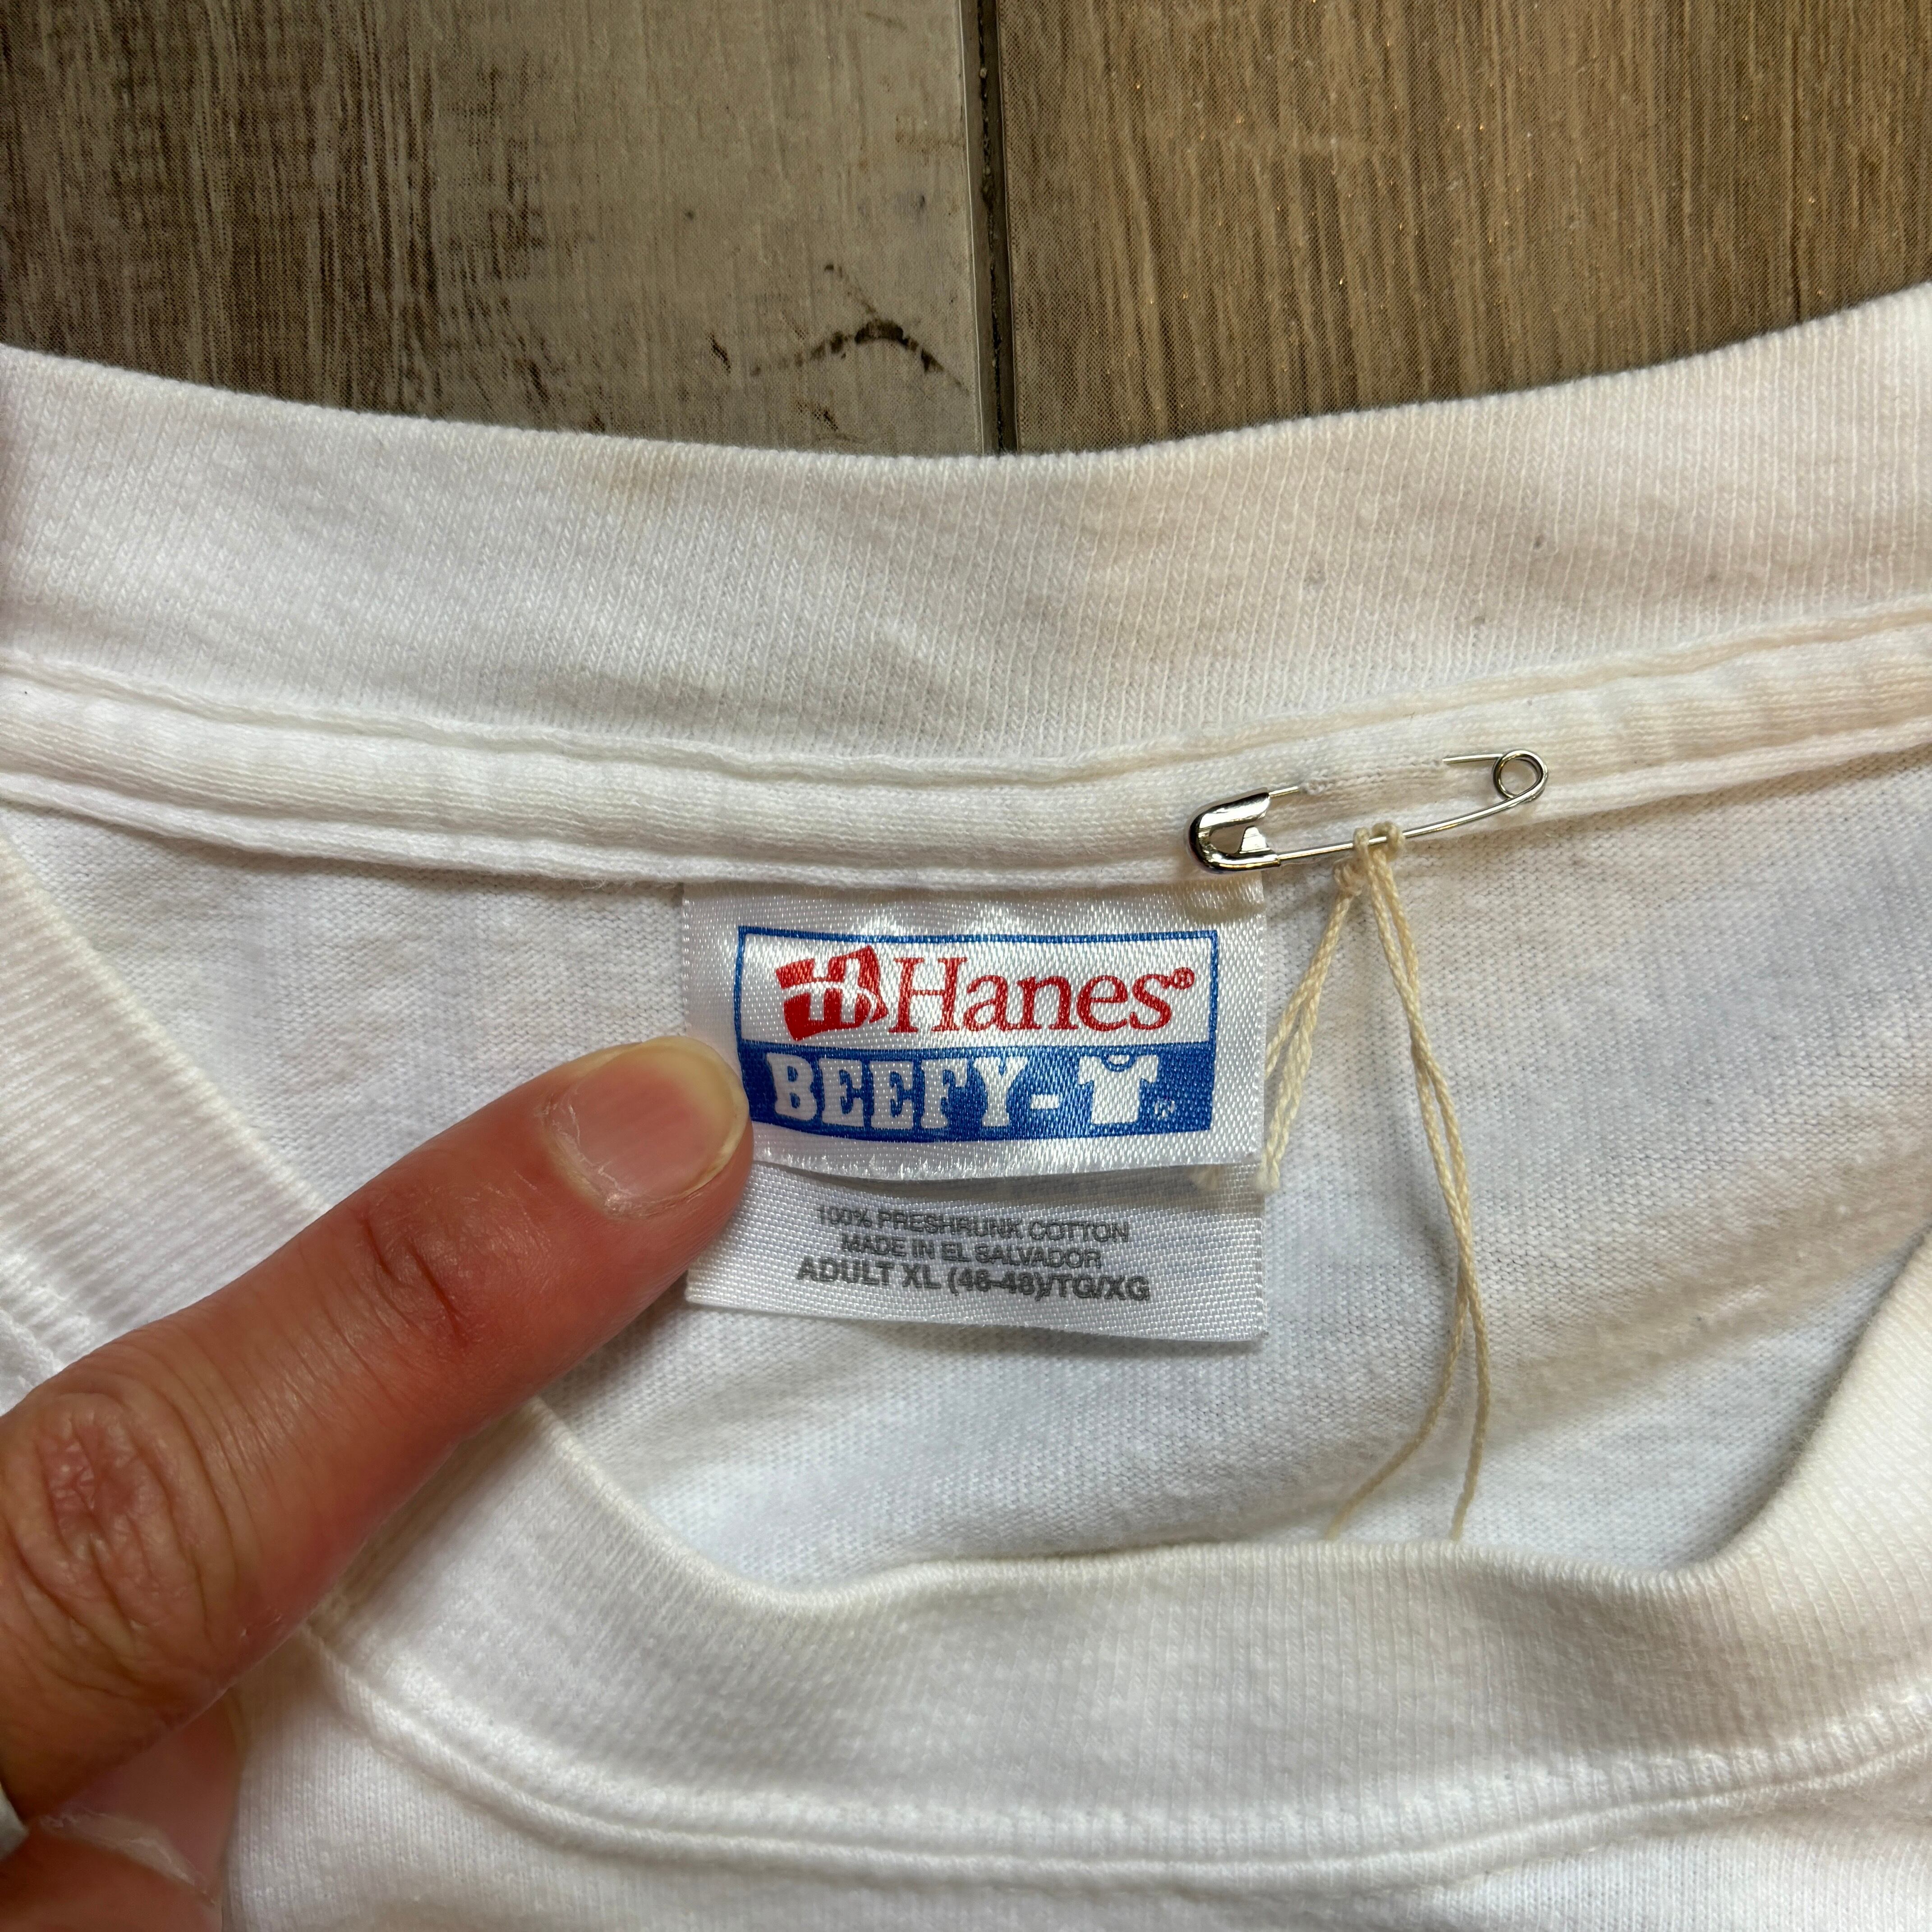 Hanes®
BEEFY-T®
100% PRESHRUNK COTTON
MADE IN EL SALVADOR
ADULT XL (46-48)/TG/XG